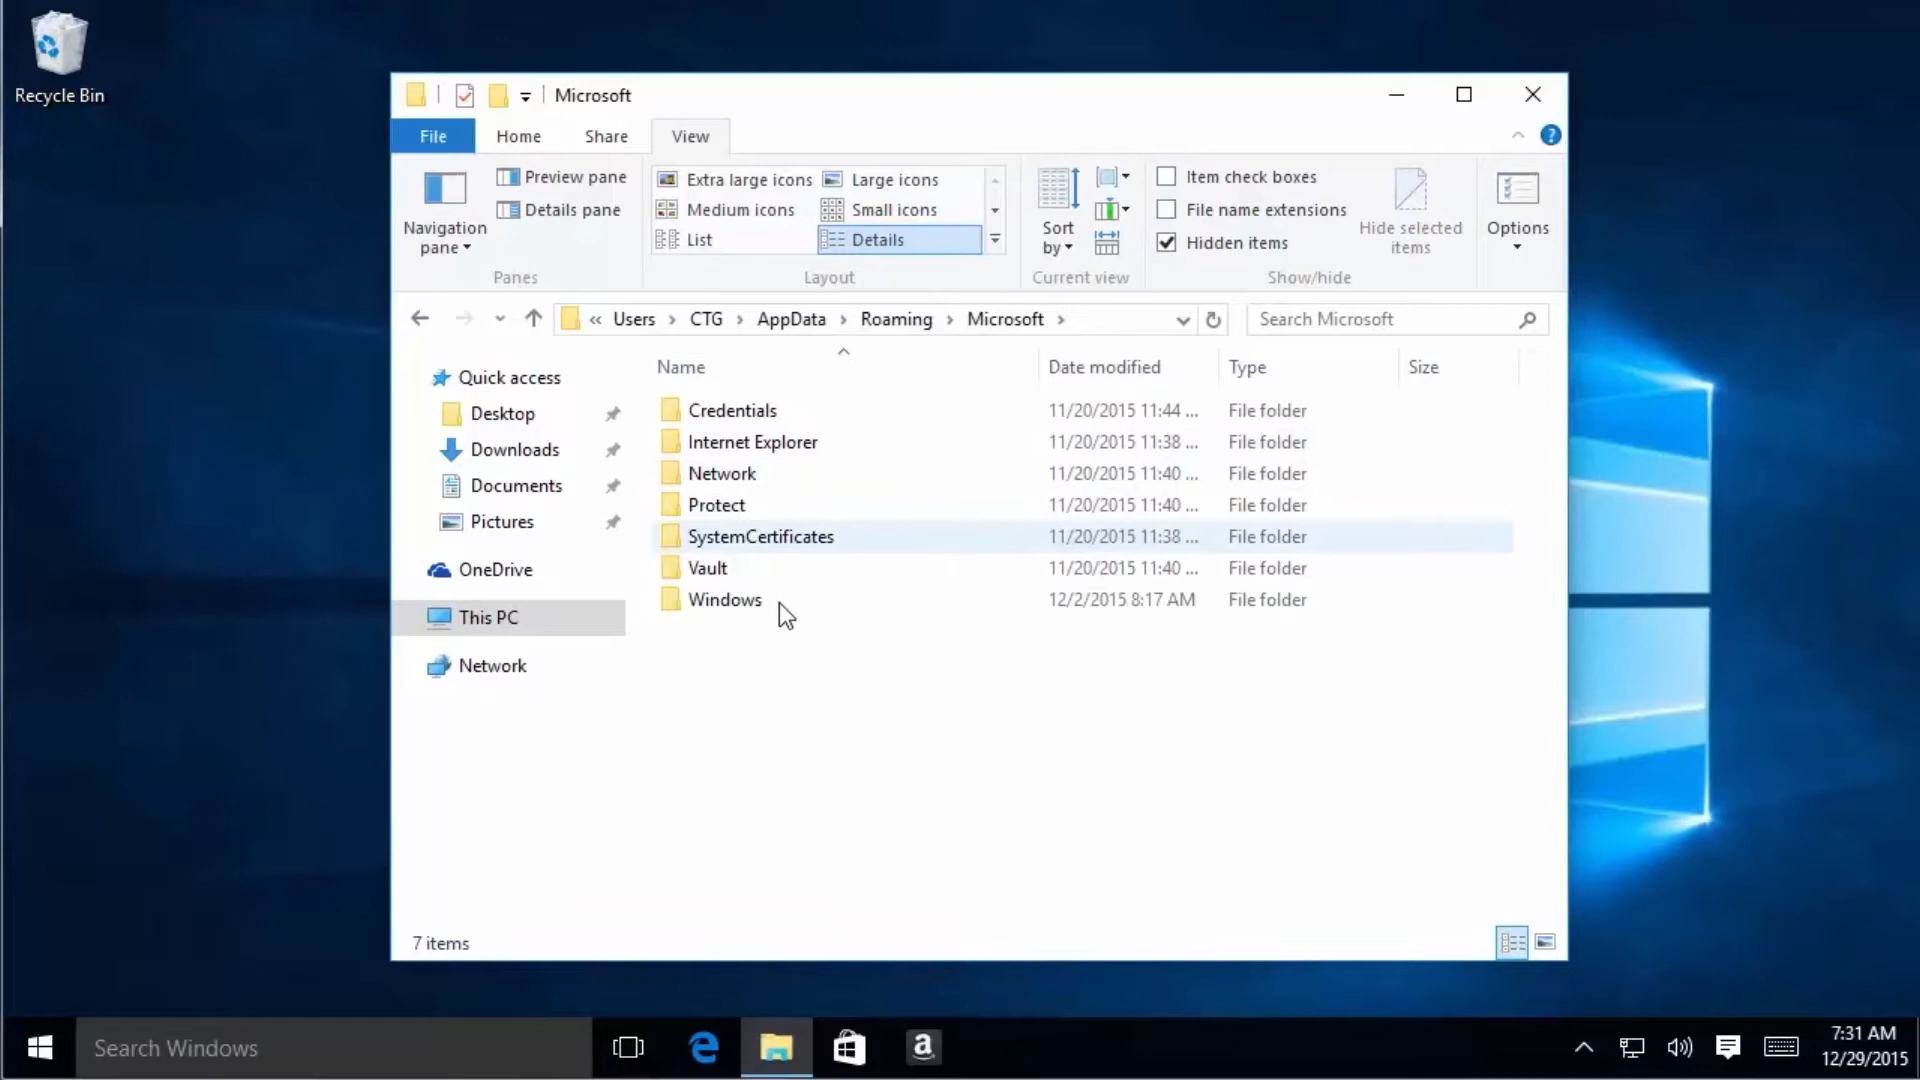 Recycle Bin
Microsoft
File Home Share View
Navigation pane
Preview pane
Details pane
Panes
Extra large icons Large icons
Medium icons Small icons
List Details
Layout
Sort by
Current view
Item check boxes
File name extensions
Hidden items
Hide selected items
Show/hide
Options
« Users › CTG › AppData › Roaming › Microsoft ›
Search Microsoft
Quick access
Desktop
Downloads
Documents
Pictures
OneDrive
This PC
Network
Name Date modified Type Size
Credentials 11/20/2015 11:44 ... File folder
Internet Explorer 11/20/2015 11:38 ... File folder
Network 11/20/2015 11:40 ... File folder
Protect 11/20/2015 11:40 ... File folder
SystemCertificates 11/20/2015 11:38 ... File folder
Vault 11/20/2015 11:40 ... File folder
Windows 12/2/2015 8:17 AM File folder
7 items
Search Windows
a
7:31 AM
12/29/2015